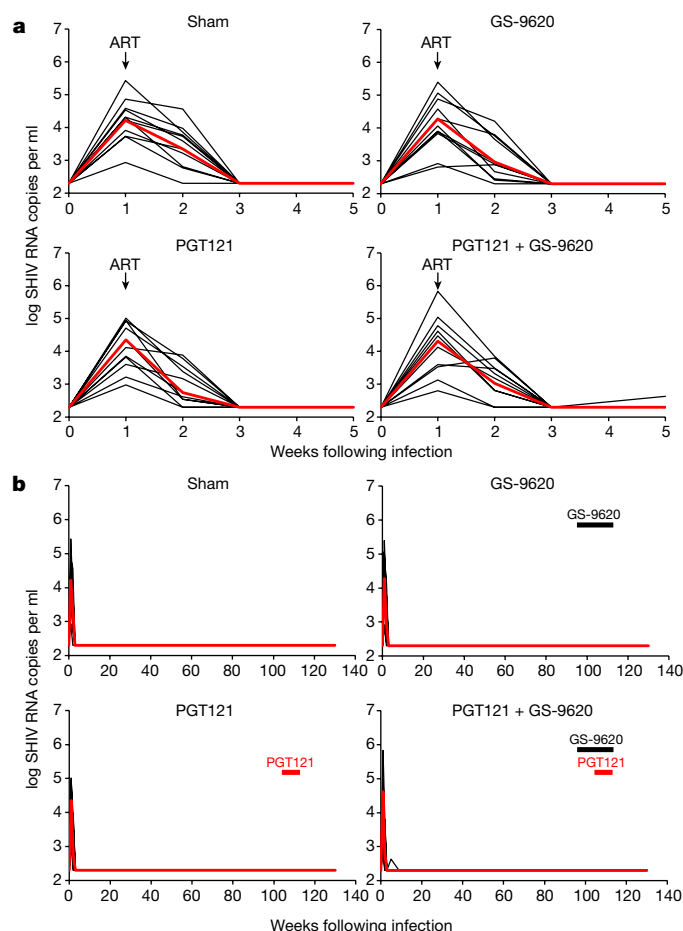 a
Sham
GS-9620
7
6
5
4
3
2
ART
0 1 2 3 4 5
7
6
5
4
3
2
ART
0 1 2 3 4 5
log SHIV RNA copies per ml
PGT121
PGT121 + GS-9620
7
6
5
4
3
2
ART
0 1 2 3 4 5
7
6
5
4
3
2
ART
0 1 2 3 4 5
Weeks following infection
b
Sham
GS-9620
7
6
5
4
3
2
0 20 40 60 80 100 120 140
7
6
5
4
3
2
GS-9620
0 20 40 60 80 100 120 140
log SHIV RNA copies per ml
PGT121
PGT121 + GS-9620
7
6
5
4
3
2
PGT121
0 20 40 60 80 100 120 140
7
6
5
4
3
2
GS-9620
PGT121
0 20 40 60 80 100 120 140
Weeks following infection